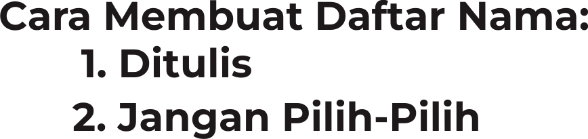 Cara Membuat Daftar Nama:
1. Ditulis
2. Jangan Pilih-Pilih